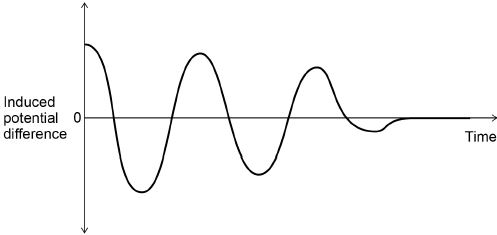 Induced
potential
difference
0
Time